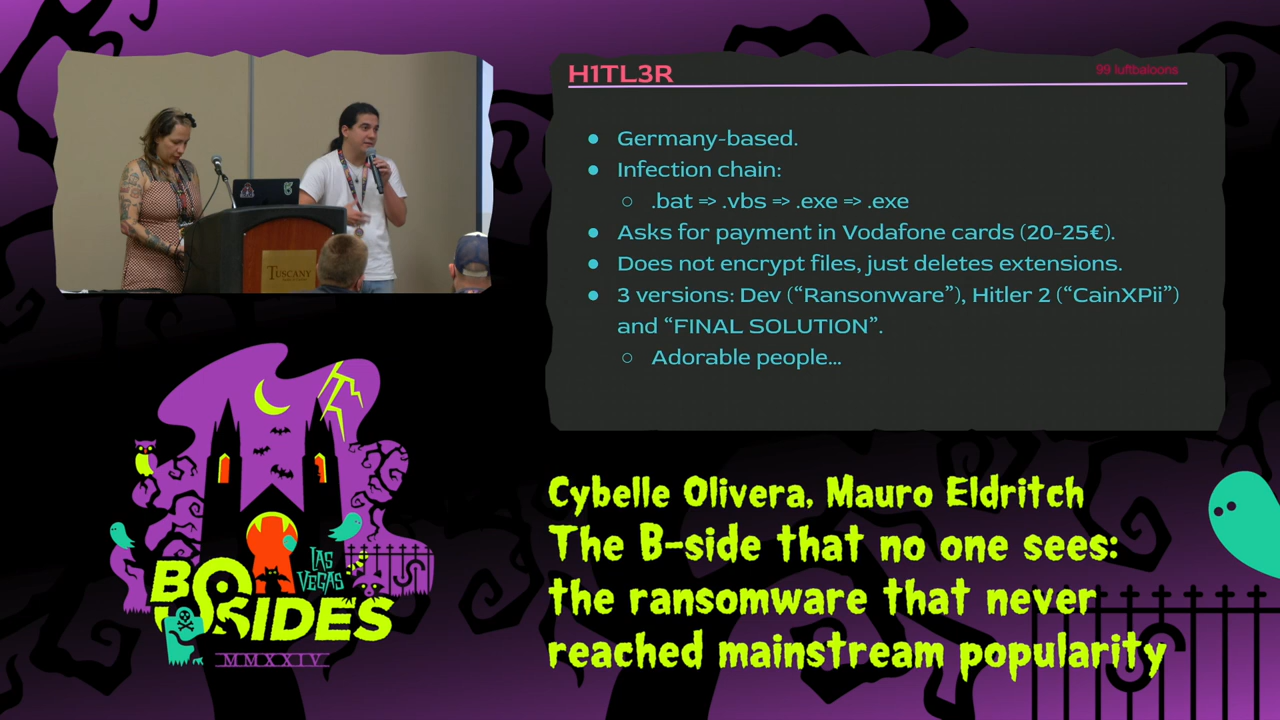 H1TL3R
99 luftbaloons
● Germany-based.
● Infection chain:
○ .bat => .vbs => .exe => .exe
● Asks for payment in Vodafone cards (20-25€).
● Does not encrypt files, just deletes extensions.
● 3 versions: Dev (“Ransonware”), Hitler 2 (“CainXPii”)
and “FINAL SOLUTION”.
○ Adorable people...
TUSCANY
LAS
VEGAS
BSIDES
MMXXIV
Cybelle Olivera, Mauro Eldritch
The B-side that no one sees:
the ransomware that never
reached mainstream popularity